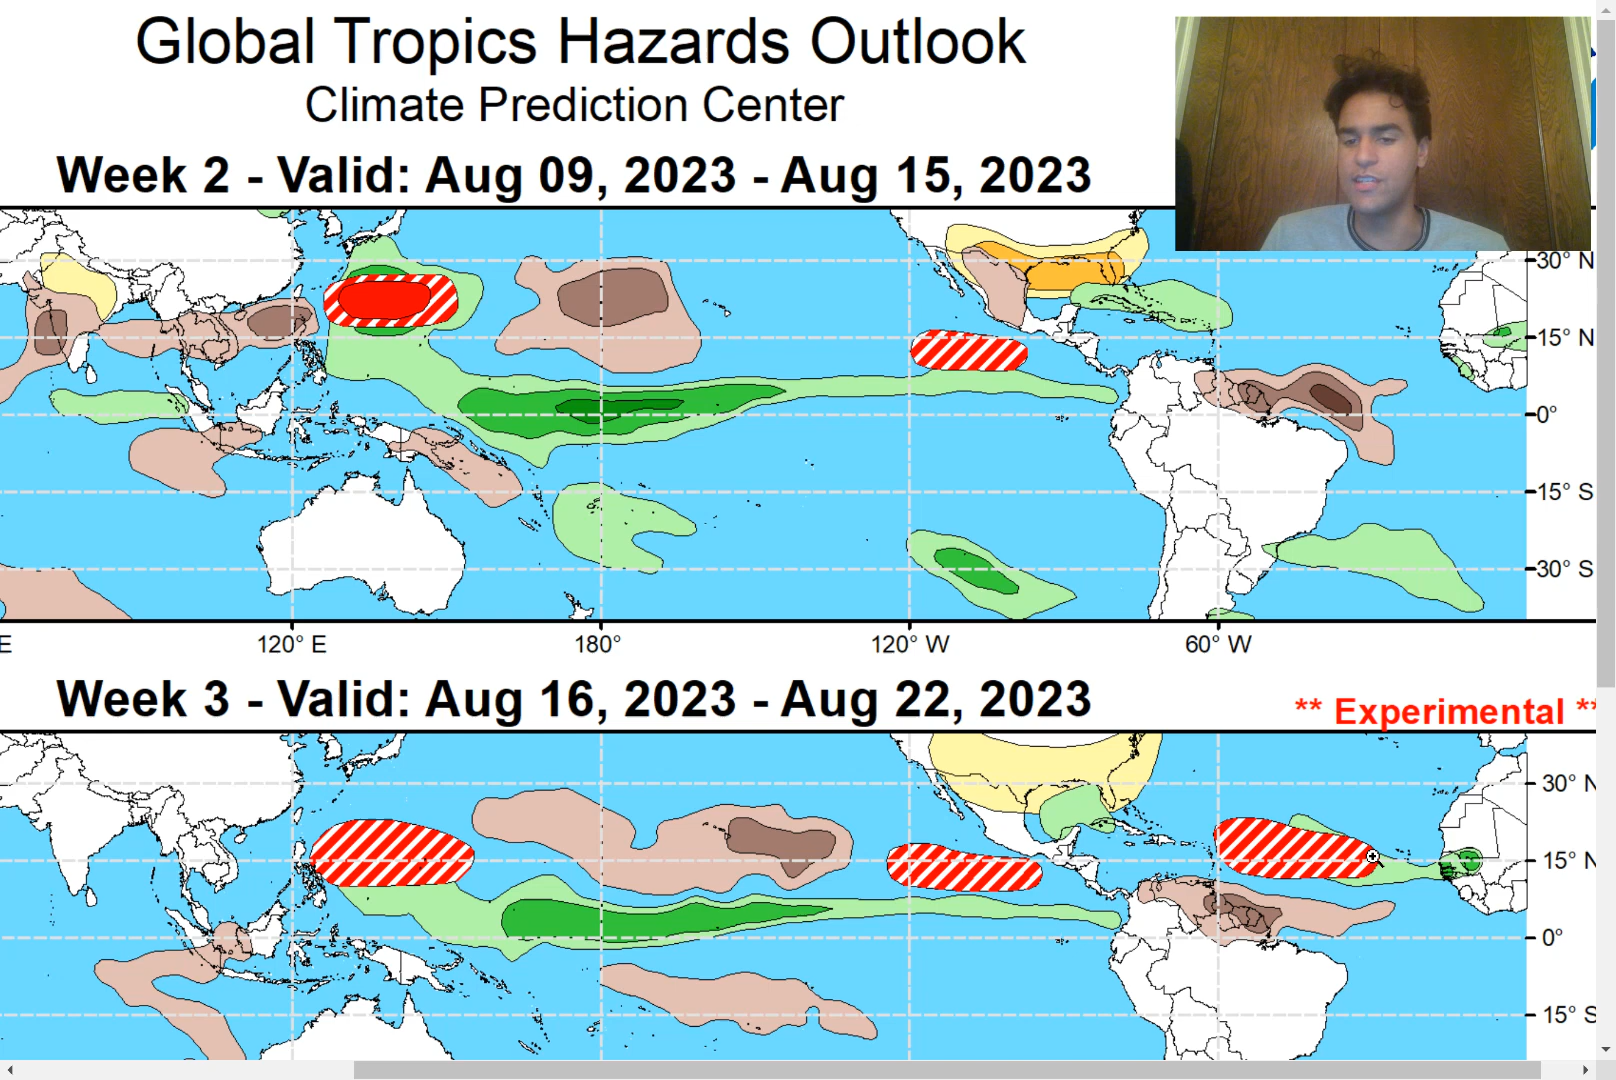 Global Tropics Hazards Outlook
Climate Prediction Center
Week 2 - Valid: Aug 09, 2023 - Aug 15, 2023
30° N
15° N
0°
15° S
30° S
E
120° E
180°
120° W
60° W
Week 3 - Valid: Aug 16, 2023 - Aug 22, 2023
** Experimental **
30° N
15° N
0°
15° S